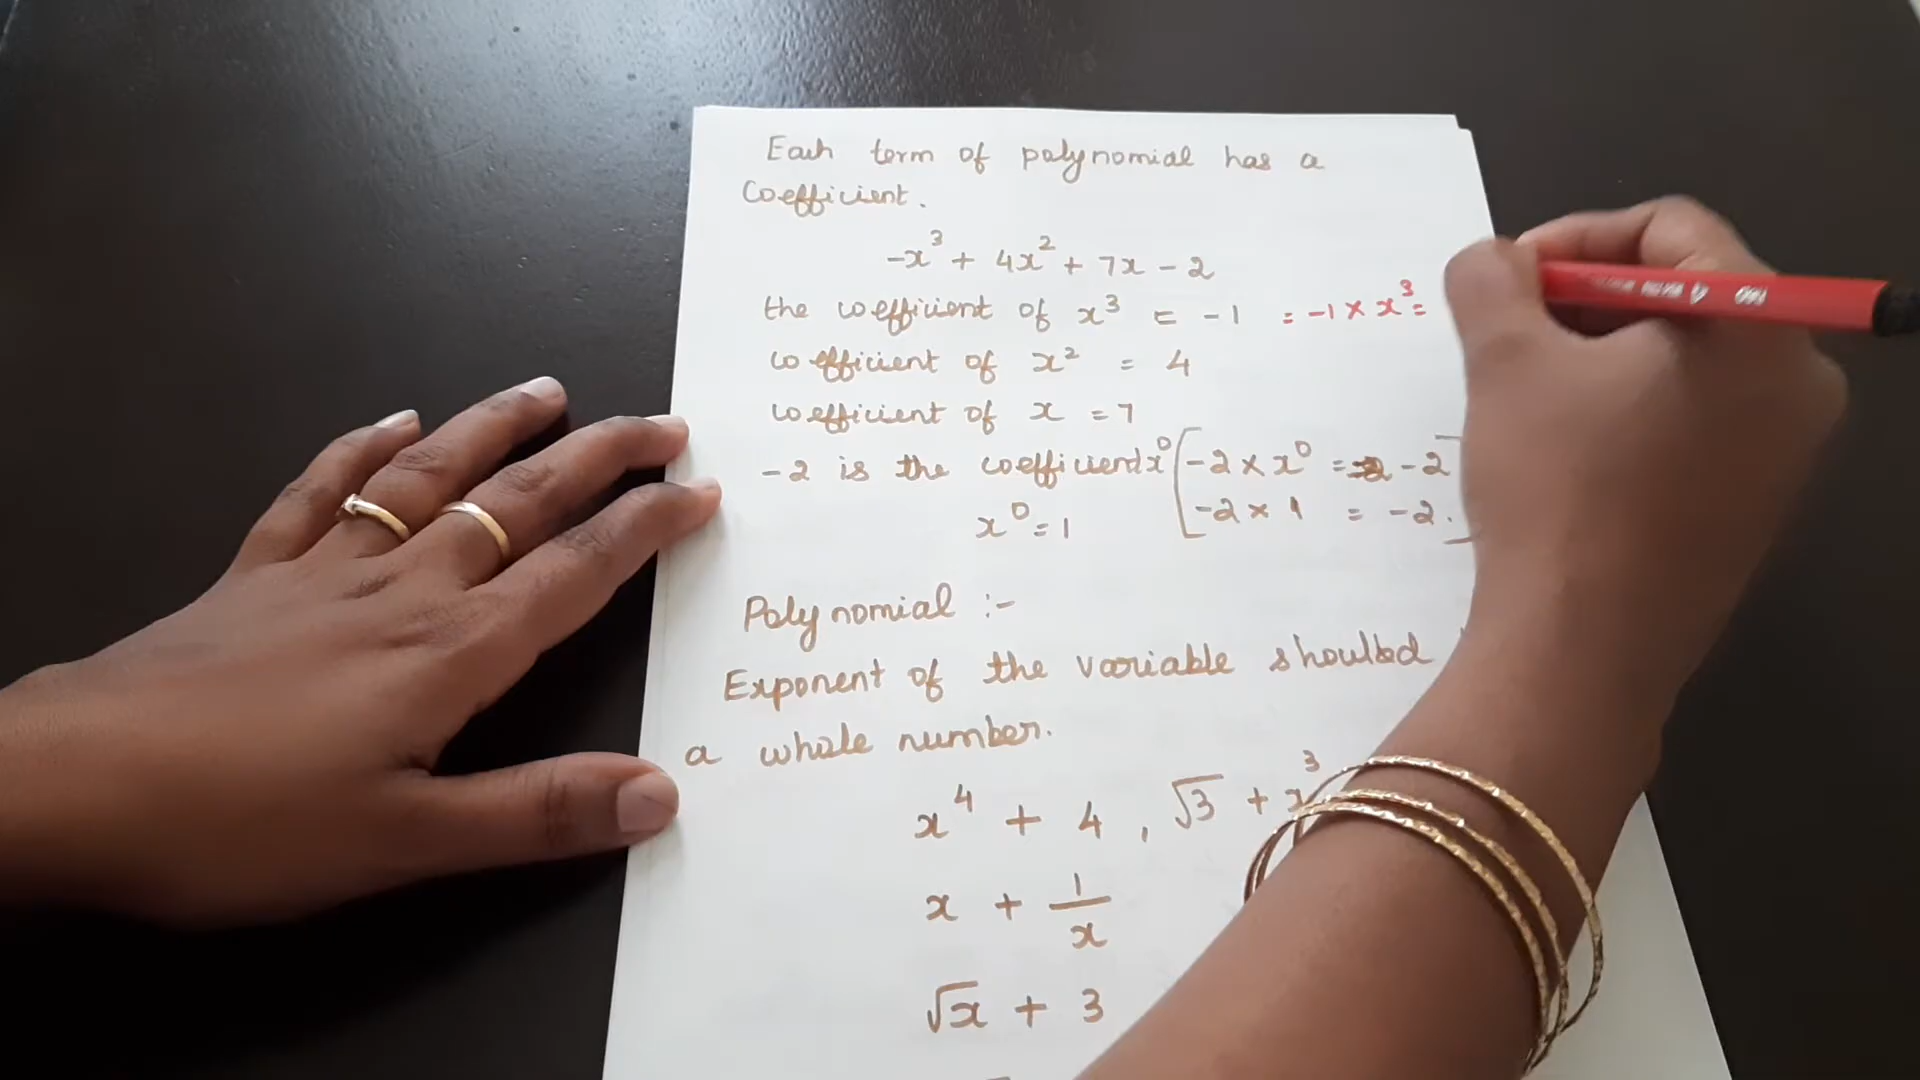 Each term of polynomial has a
Coefficient.
-x³ + 4x² + 7x - 2
the coefficient of x³ = -1 = -1 × x³ =
coefficient of x² = 4
coefficient of x = 7
-2 is the coefficient x⁰ [-2 × x⁰ = -2]
x⁰ = 1 [-2 × 1 = -2.]
Polynomial :-
Exponent of the variable should
a whole number.
x⁴ + 4 , √3 + x³
x + 1/x
√x + 3